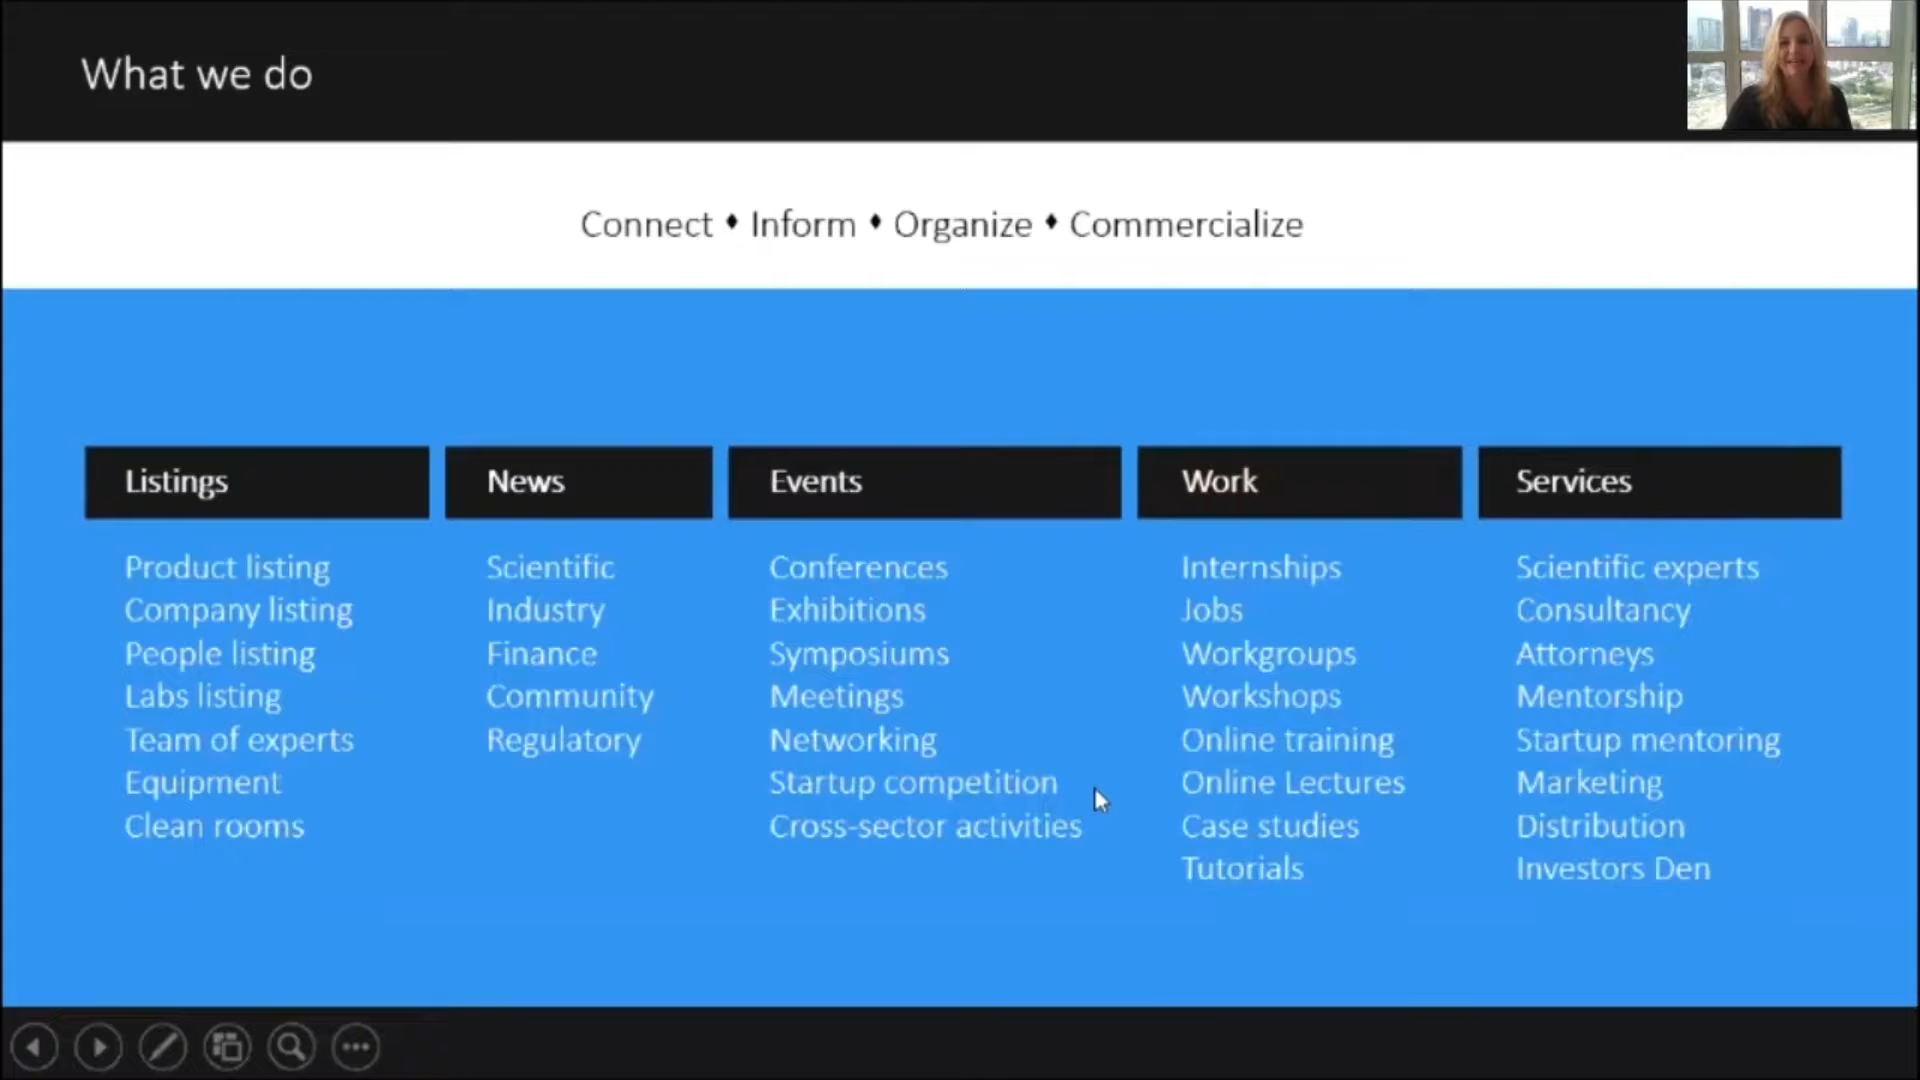 What we do
Connect ♦ Inform ♦ Organize ♦ Commercialize
Listings
Product listing
Company listing
People listing
Labs listing
Team of experts
Equipment
Clean rooms
News
Scientific
Industry
Finance
Community
Regulatory
Events
Conferences
Exhibitions
Symposiums
Meetings
Networking
Startup competition
Cross-sector activities
Work
Internships
Jobs
Workgroups
Workshops
Online training
Online Lectures
Case studies
Tutorials
Services
Scientific experts
Consultancy
Attorneys
Mentorship
Startup mentoring
Marketing
Distribution
Investors Den